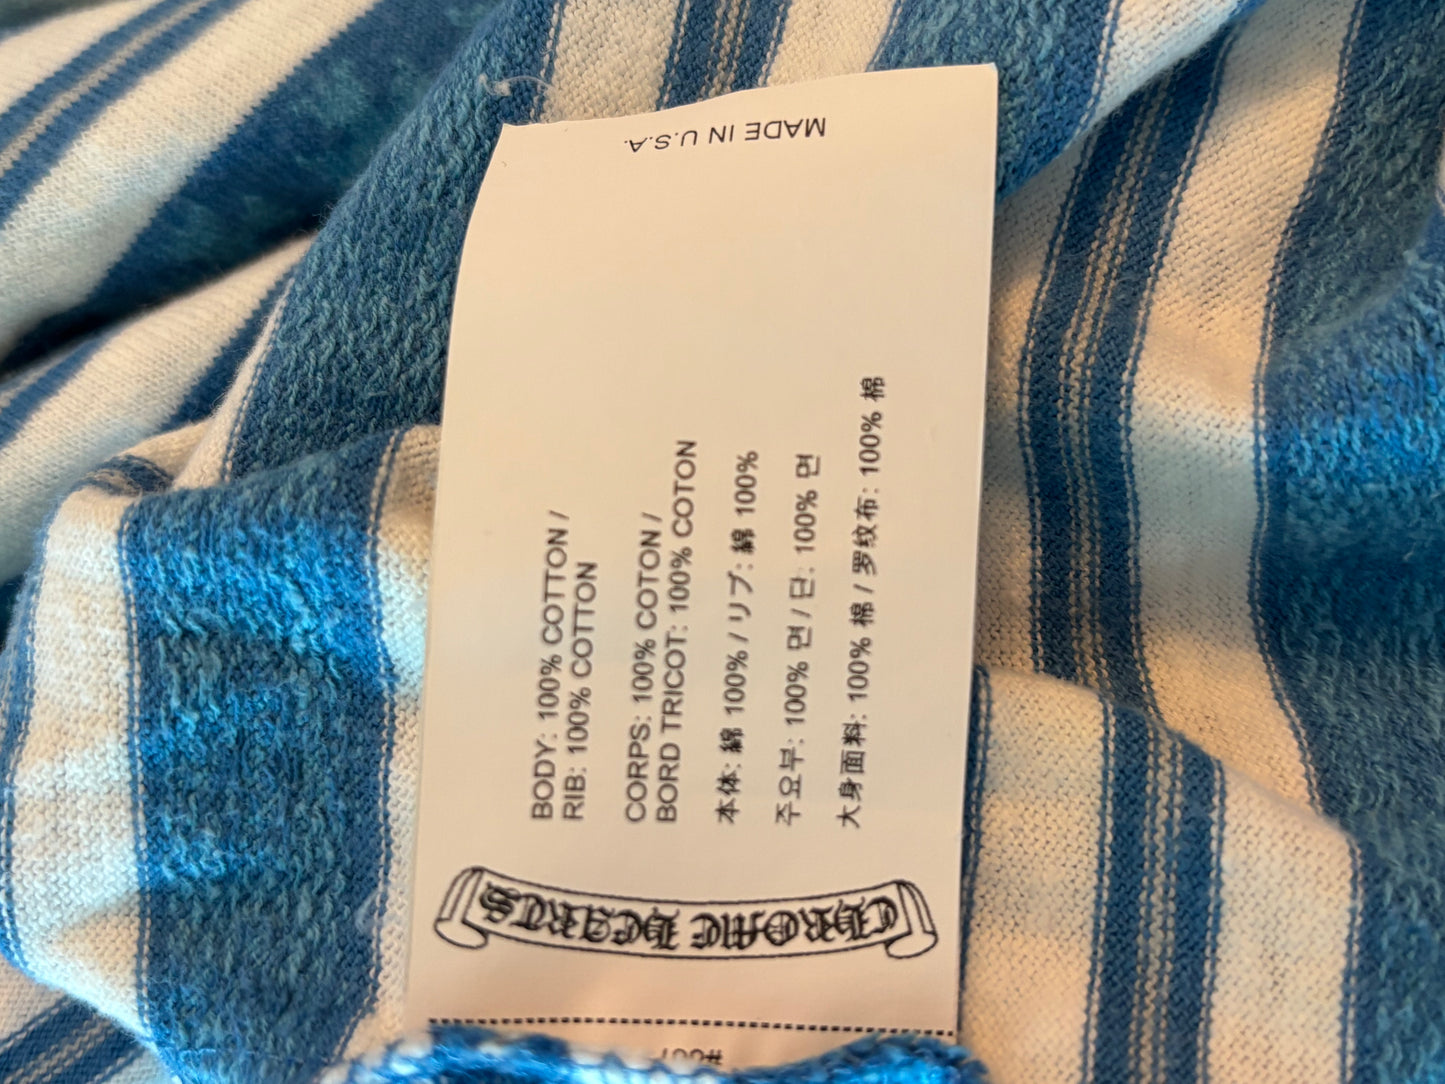 MADE IN U.S.A.
BODY: 100% COTTON /
RIB: 100% COTTON
CORPS: 100% COTON /
BORD TRICOT: 100% COTON
本体: 綿 100% / リブ: 綿 100%
주요부: 100% 면 / 단: 100% 면
大身面料: 100% 棉 / 罗纹布: 100% 棉
CHROME HEARTS